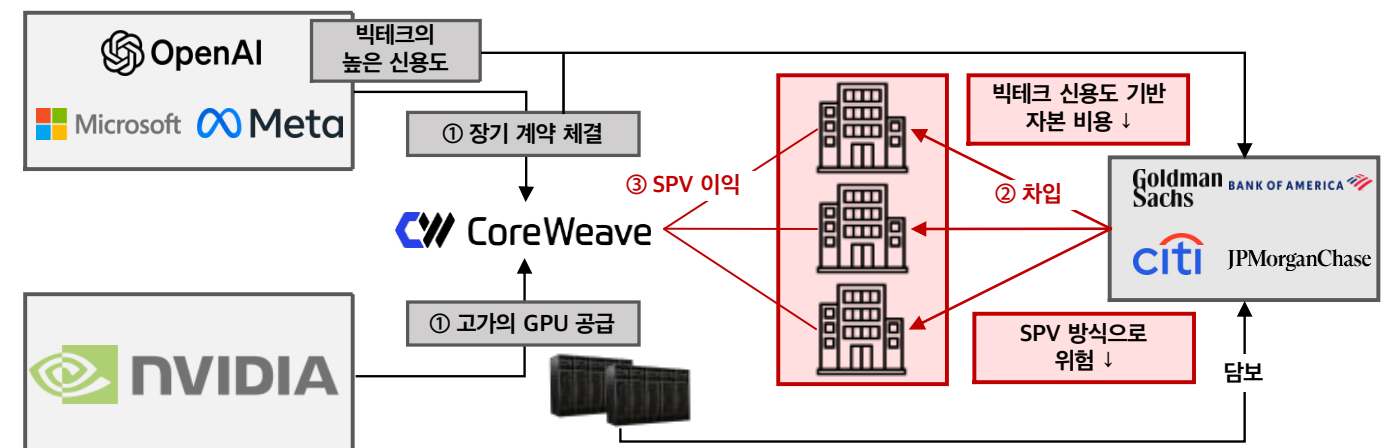 OpenAI
Microsoft
Meta
빅테크의
높은 신용도
① 장기 계약 체결
CoreWeave
① 고가의 GPU 공급
NVIDIA
③ SPV 이익
② 차입
빅테크 신용도 기반
자본 비용 ↓
SPV 방식으로
위험 ↓
Goldman
Sachs
BANK OF AMERICA
citi
JPMorganChase
담보